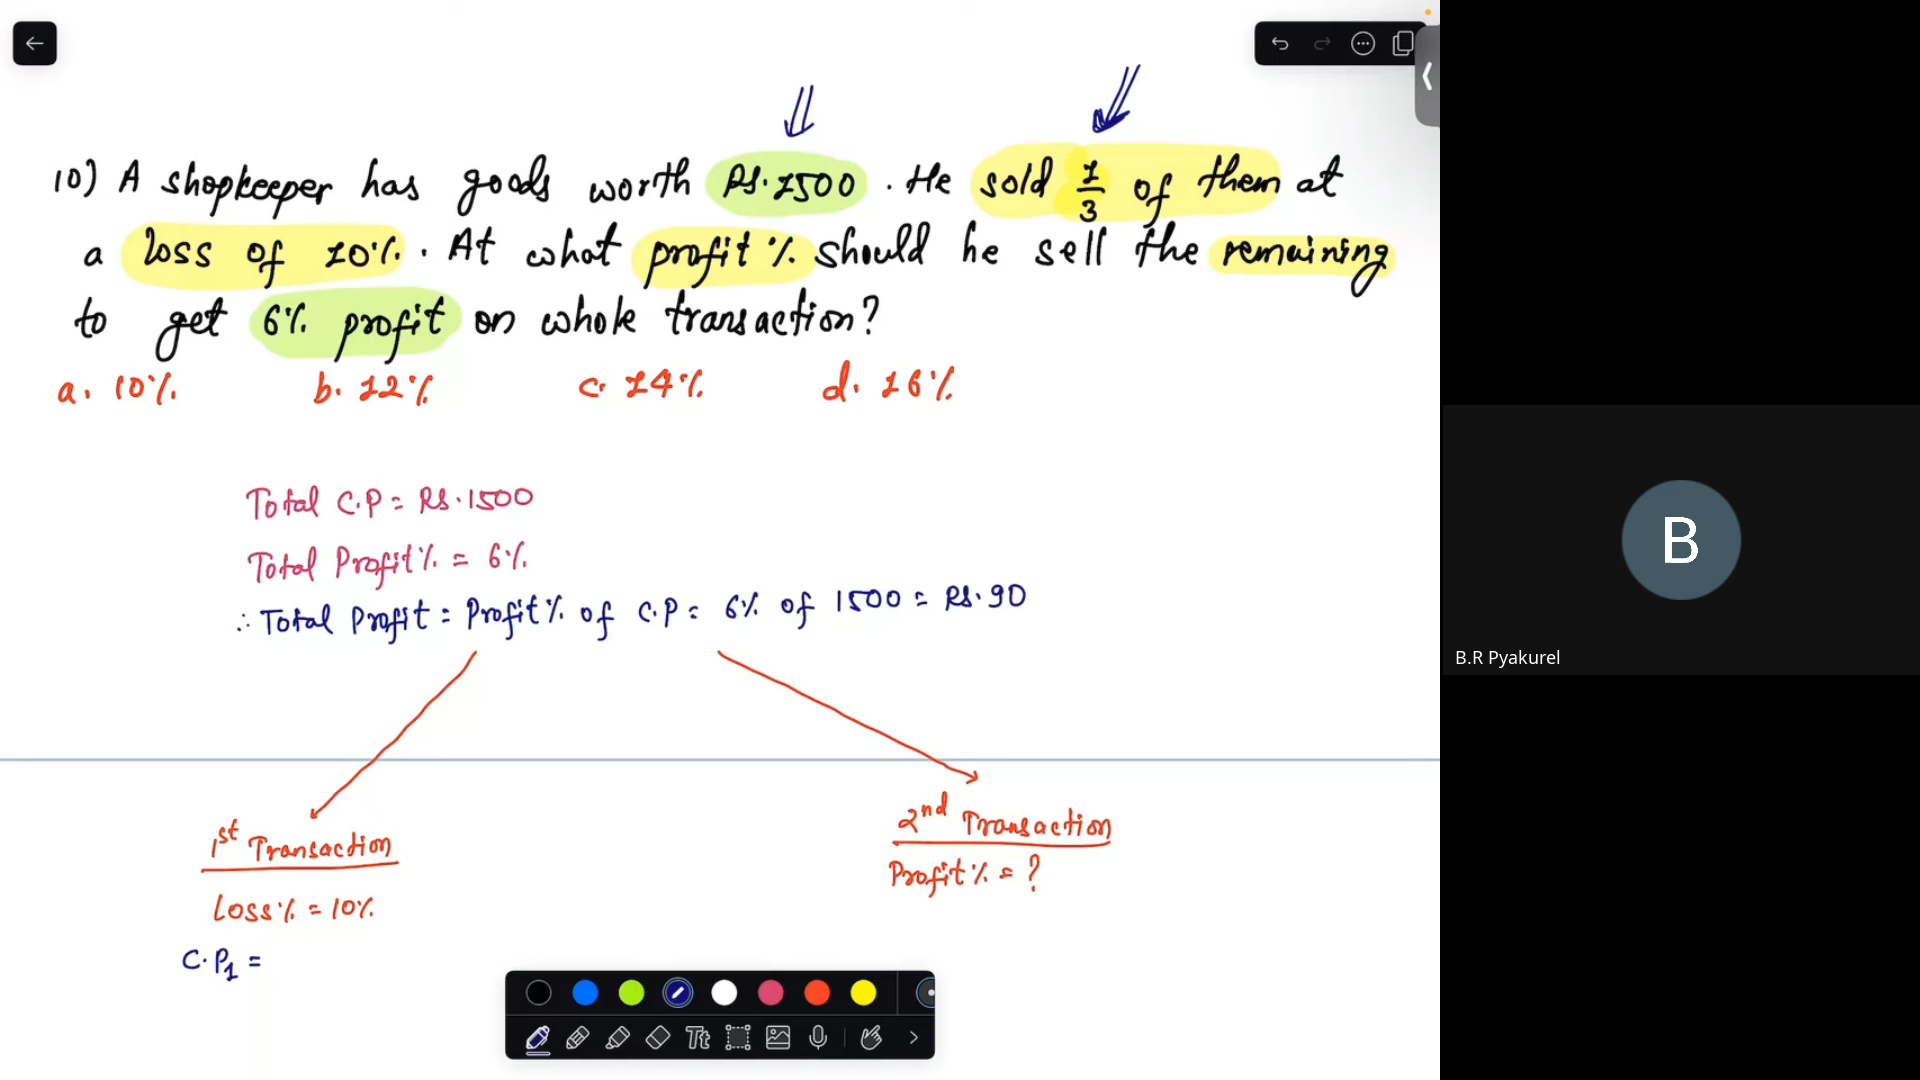 10) A shopkeeper has goods worth Rs.1500. He sold 1/3 of them at
a loss of 10%. At what profit % should he sell the remaining
to get 6% profit on whole transaction?
a. 10% b. 12% c. 14% d. 16%
Total C.P = Rs.1500
Total Profit% = 6%
∴ Total Profit = Profit% of C.P = 6% of 1500 = Rs.90
1st Transaction
Loss% = 10%
C.P1 =
2nd Transaction
Profit% = ?
Tt
B
B.R Pyakurel